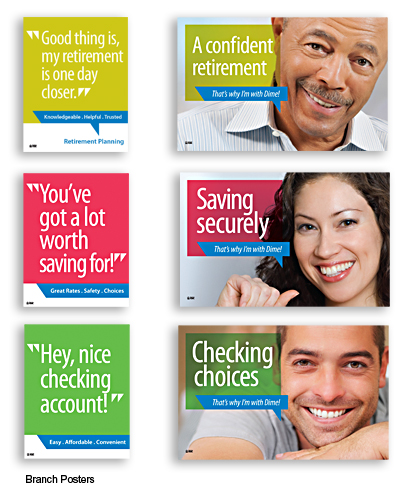 "Good thing is,
my retirement
is one day
closer."
Knowledgeable . Helpful . Trusted
Retirement Planning
A confident
retirement
That's why I'm with Dime!
"You've
got a lot
worth
saving for!"
Great Rates . Safety . Choices
Saving
securely
That's why I'm with Dime!
"Hey, nice
checking
account!"
Easy . Affordable . Convenient
Checking
choices
That's why I'm with Dime!
Branch Posters